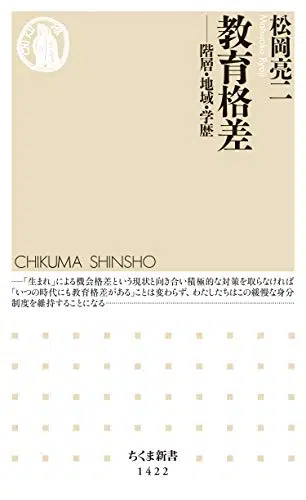 松岡亮二
Matsuoka Ryoji
教育格差
──階層・地域・学歴
CHIKUMA SHINSHO
……「生まれ」による機会格差という現状と向き合い積極的な対策を取らなければ
「いつの時代にも教育格差がある」ことは変わらず、わたしたちはこの緩慢な身分
制度を維持することになる……
ちくま新書
1422